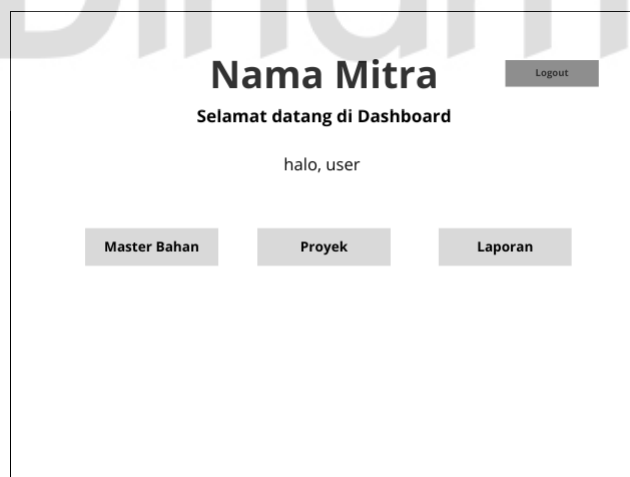 Nama Mitra
Logout
Selamat datang di Dashboard
halo, user
Master Bahan
Proyek
Laporan